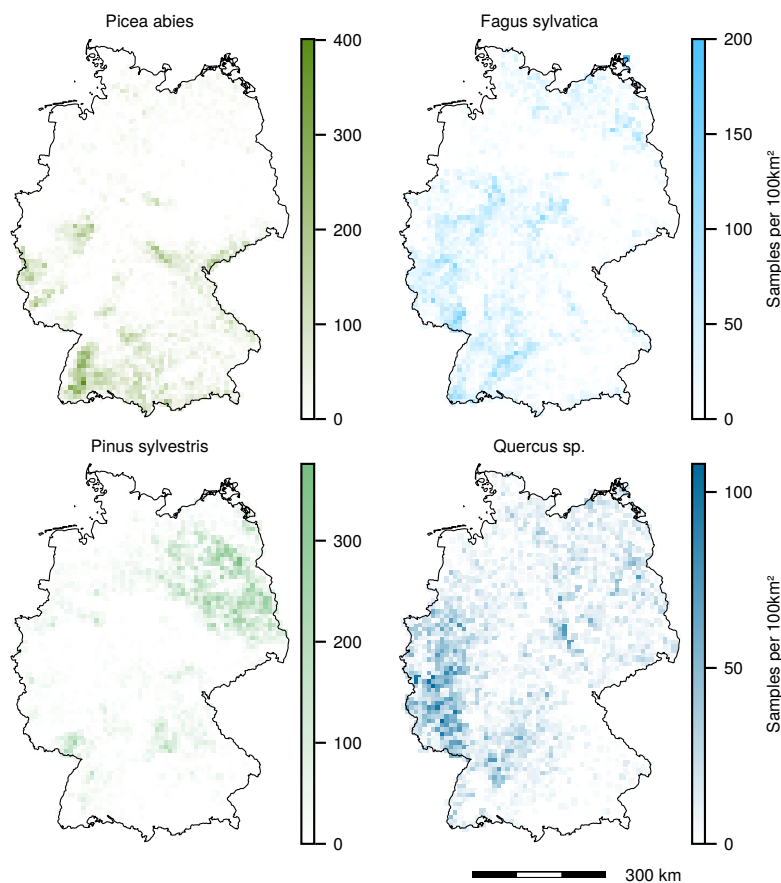 Picea abies
Fagus sylvatica
400
300
200
100
0
200
150
100
50
0
Samples per 100km²
Pinus sylvestris
Quercus sp.
300
200
100
0
100
50
0
Samples per 100km²
300 km